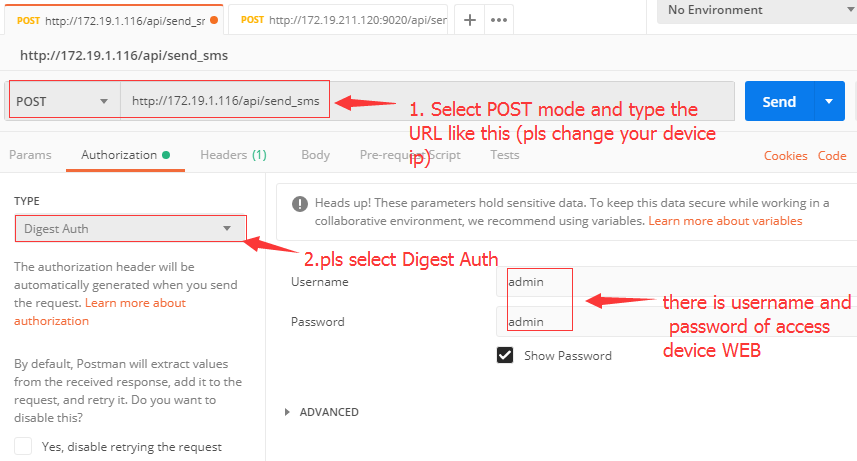 POST http://172.19.1.116/api/send_sm
POST http://172.19.211.120:9020/api/sen
No Environment
http://172.19.1.116/api/send_sms
POST
http://172.19.1.116/api/send_sms
Send
1. Select POST mode and type the
URL like this (pls change your device
ip)
Params
Authorization
Headers (1)
Body
Pre-request Script
Tests
Cookies
Code
TYPE
Digest Auth
2.pls select Digest Auth
The authorization header will be
automatically generated when you send
the request. Learn more about
authorization
By default, Postman will extract values
from the received response, add it to the
request, and retry it. Do you want to
disable this?
Yes, disable retrying the request
Heads up! These parameters hold sensitive data. To keep this data secure while working in a
collaborative environment, we recommend using variables. Learn more about variables
Username
admin
Password
admin
Show Password
there is username and
password of access
device WEB
ADVANCED